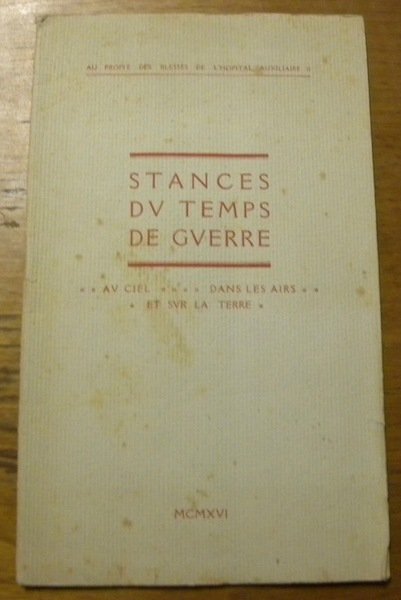 AU PROFIT DES BLESSÉS DE L'HOPITAL AUXILIAIRE 11
STANCES
DV TEMPS
DE GVERRE
* * AV CIEL * * * * DANS LES AIRS * *
* ET SVR LA TERRE *
MCMXVI